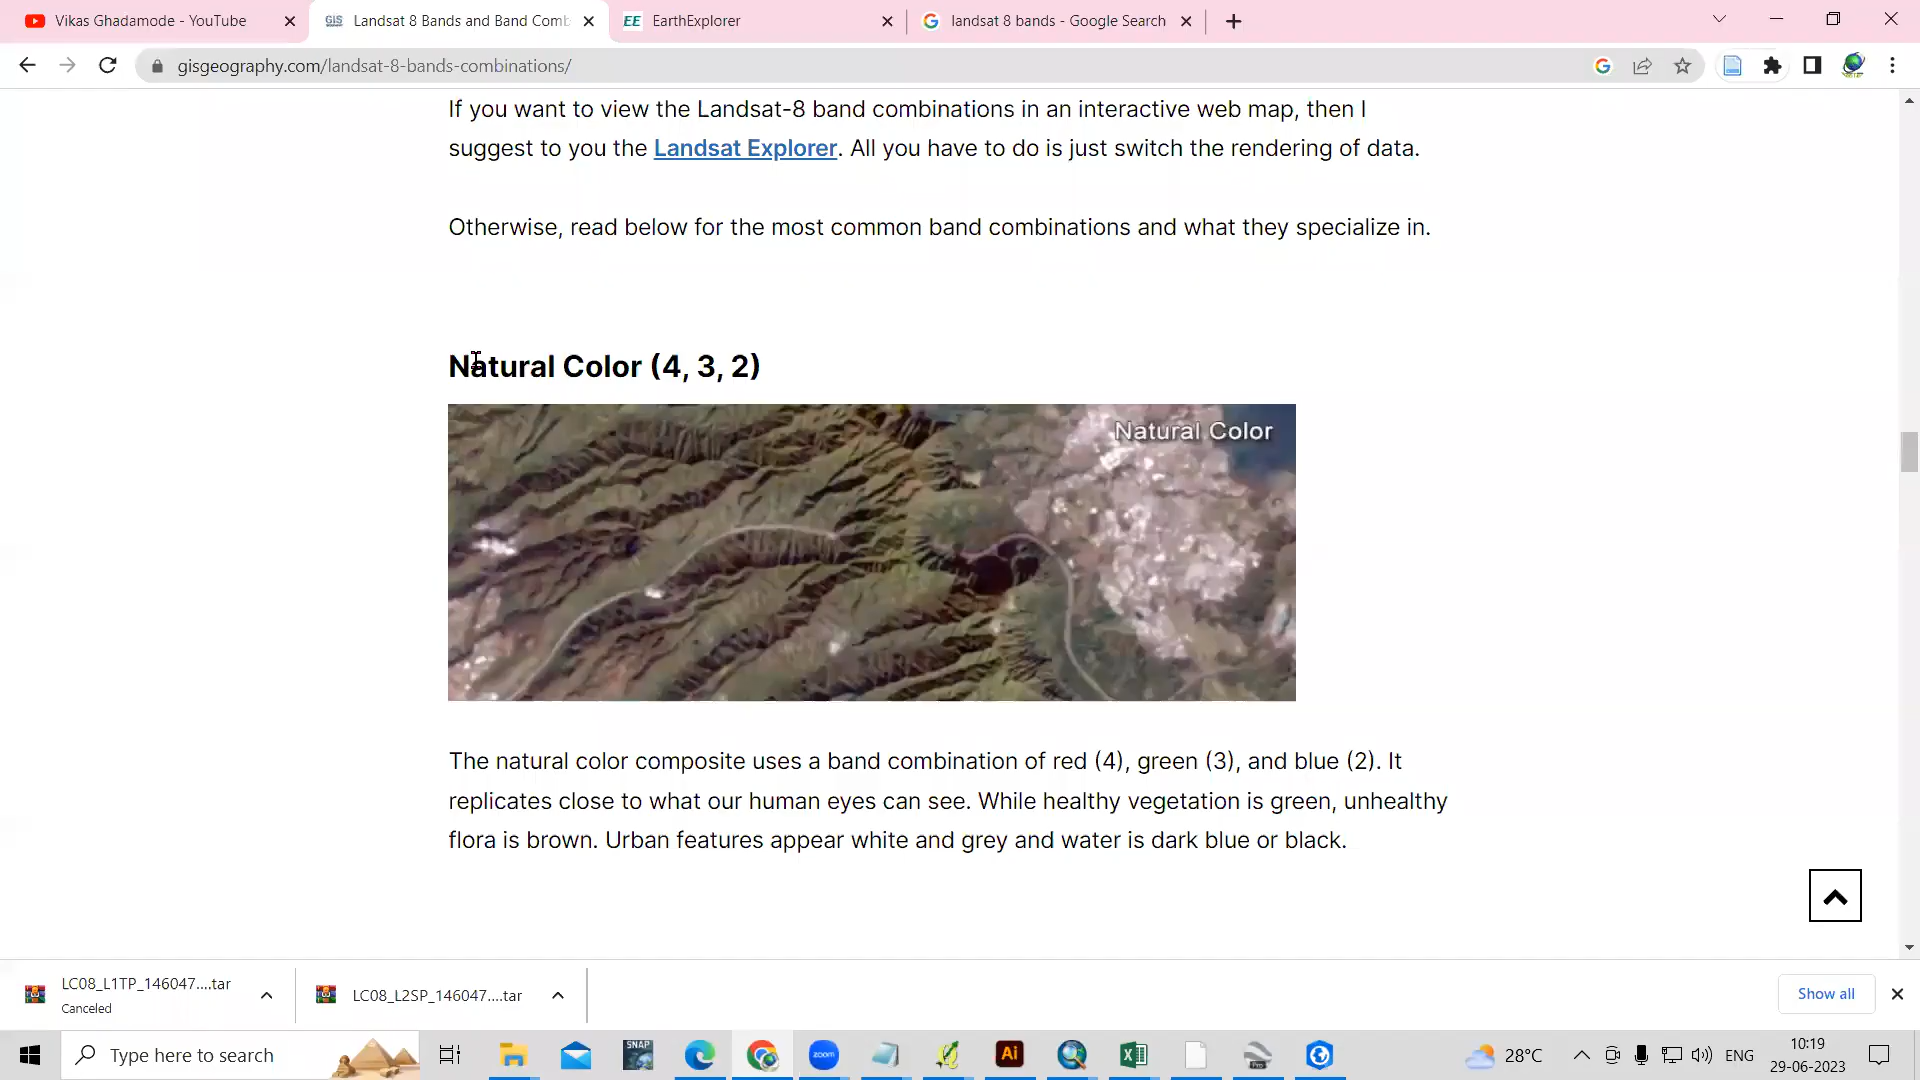 Vikas Ghadamode - YouTube
GIS
Landsat 8 Bands and Band Comb
EE
EarthExplorer
landsat 8 bands - Google Search
gisgeography.com/landsat-8-bands-combinations/
If you want to view the Landsat-8 band combinations in an interactive web map, then I
suggest to you the Landsat Explorer. All you have to do is just switch the rendering of data.
Otherwise, read below for the most common band combinations and what they specialize in.
Natural Color (4, 3, 2)
Natural Color
The natural color composite uses a band combination of red (4), green (3), and blue (2). It
replicates close to what our human eyes can see. While healthy vegetation is green, unhealthy
flora is brown. Urban features appear white and grey and water is dark blue or black.
LC08_L1TP_146047....tar
Canceled
LC08_L2SP_146047....tar
Show all
Type here to search
SNAP
zoom
Ai
Pro
28°C
ENG
10:19
29-06-2023